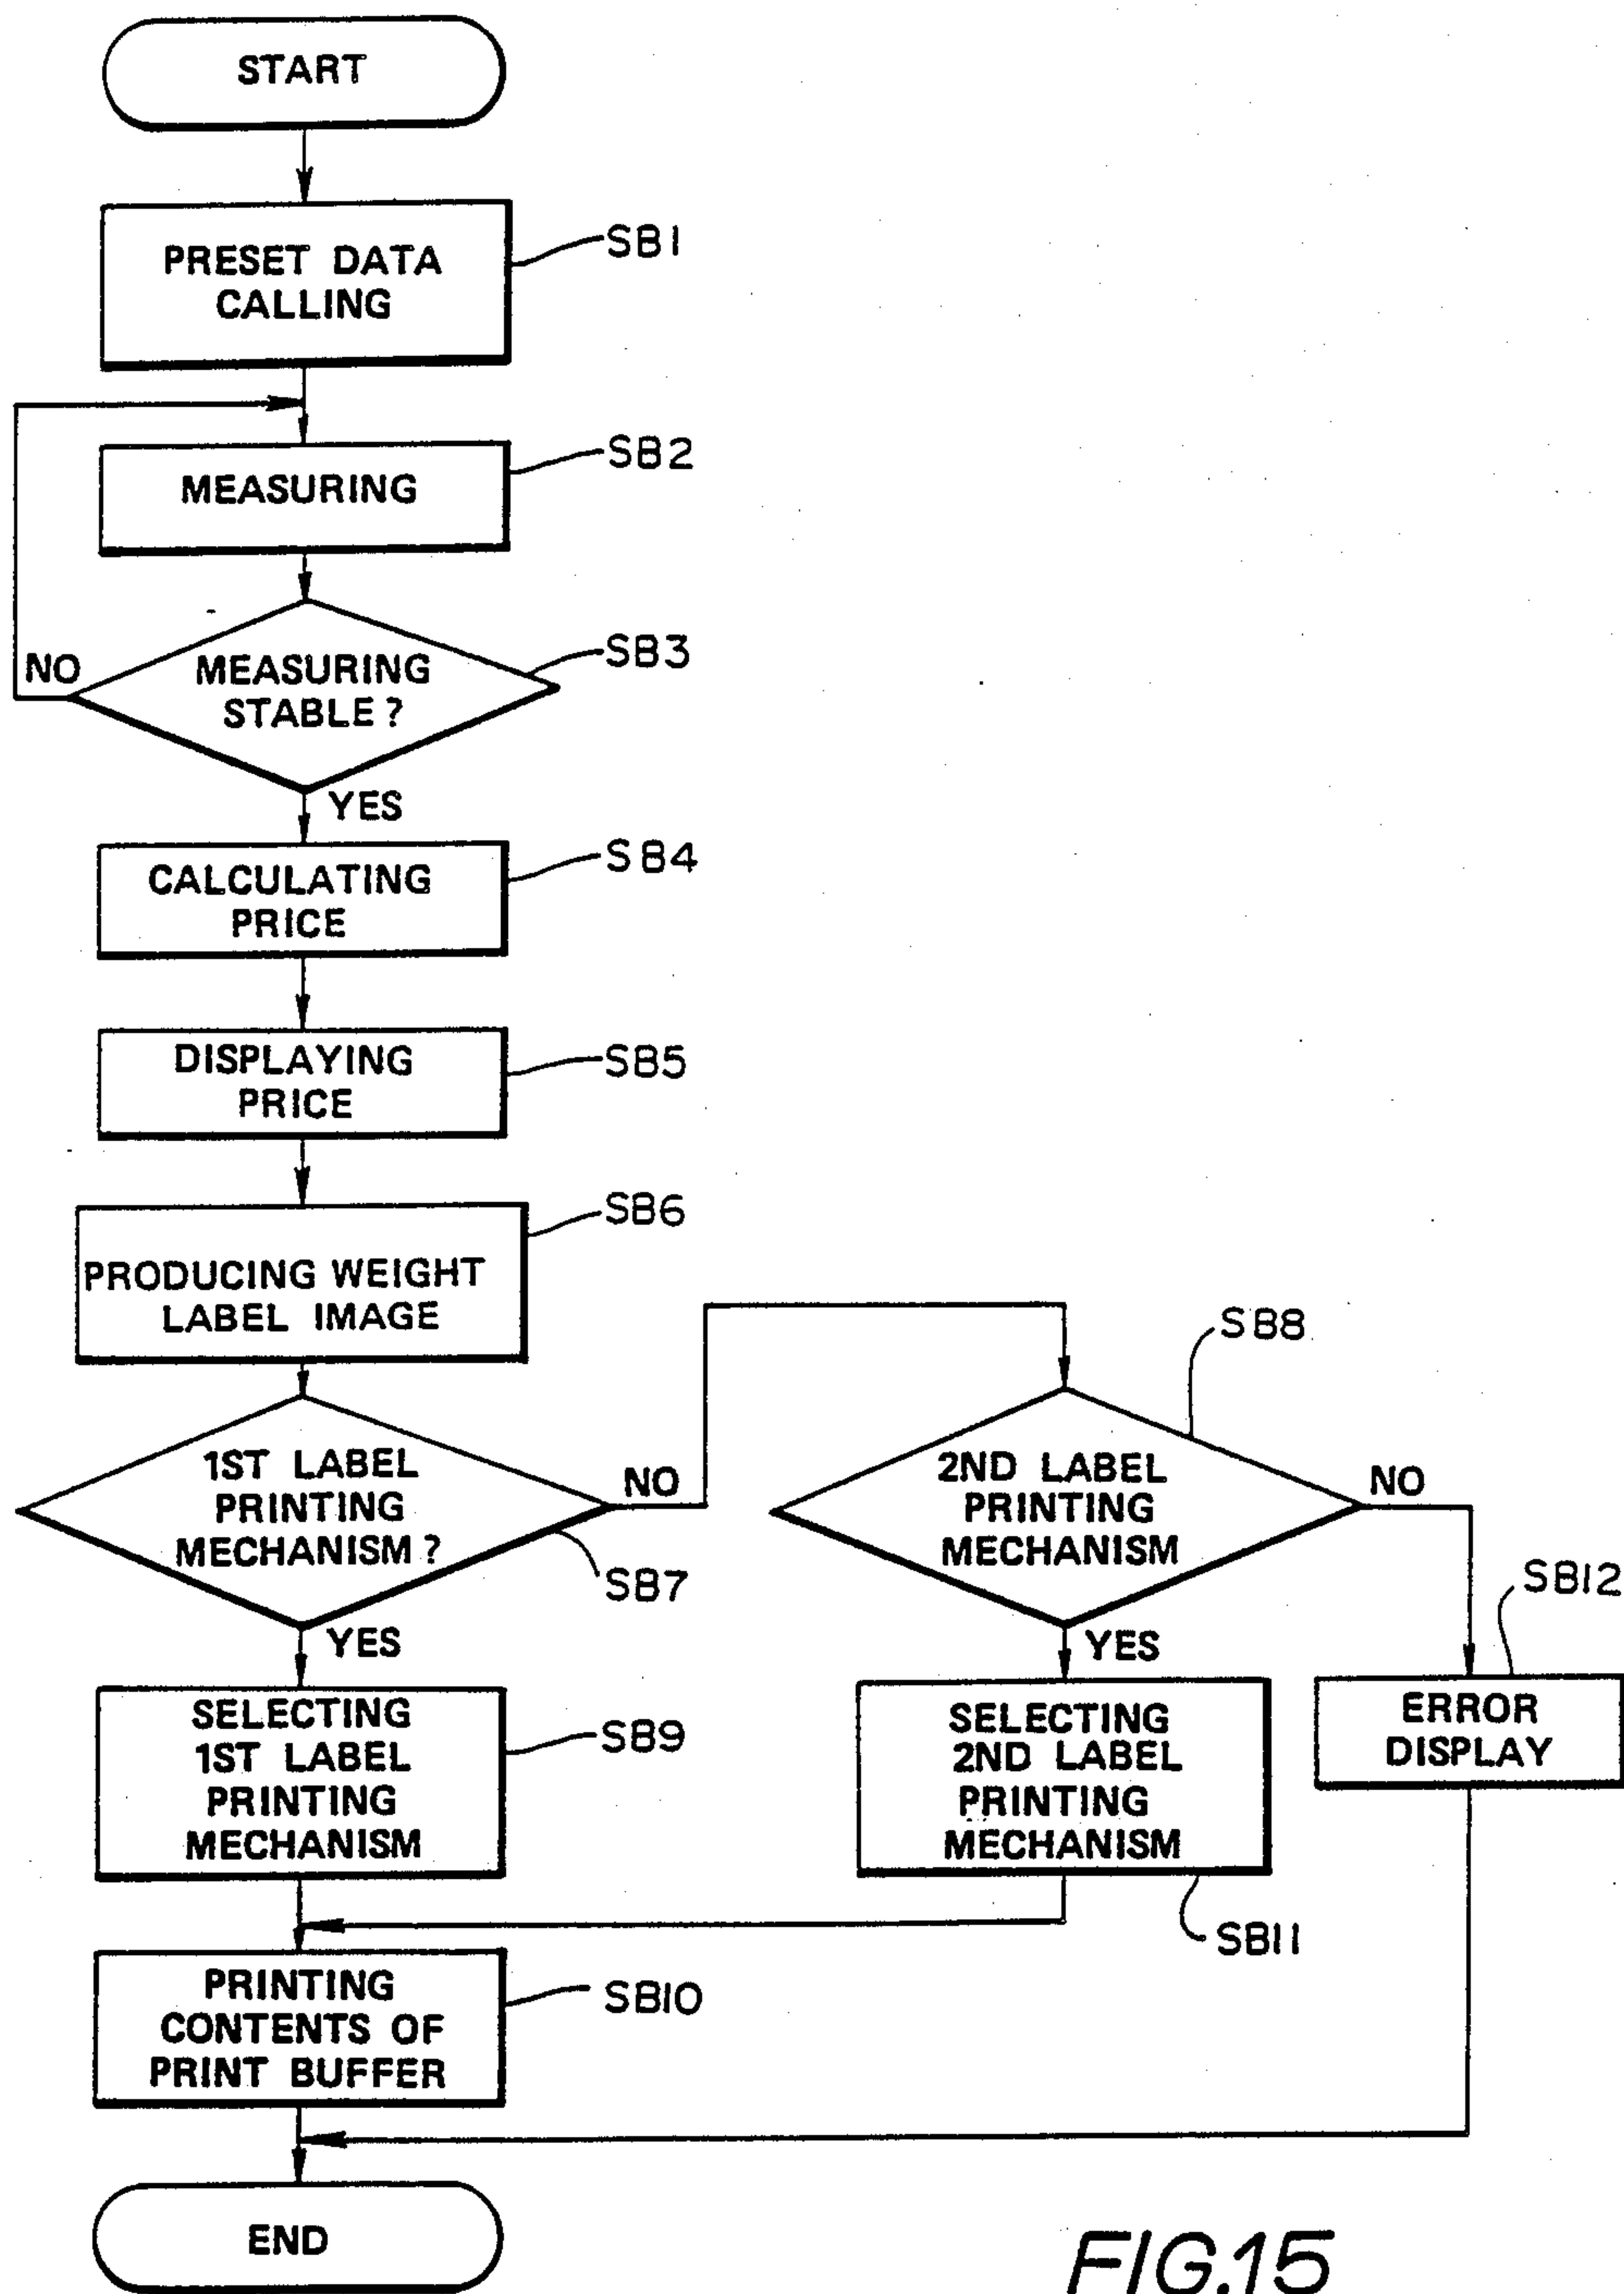 START
PRESET DATA
CALLING
SB1
MEASURING
SB2
MEASURING
STABLE?
SB3
NO
YES
CALCULATING
PRICE
SB4
DISPLAYING
PRICE
SB5
PRODUCING WEIGHT
LABEL IMAGE
SB6
1ST LABEL
PRINTING
MECHANISM?
SB7
NO
YES
2ND LABEL
PRINTING
MECHANISM
SB8
NO
YES
SELECTING
1ST LABEL
PRINTING
MECHANISM
SB9
SELECTING
2ND LABEL
PRINTING
MECHANISM
SB11
ERROR
DISPLAY
SB12
PRINTING
CONTENTS OF
PRINT BUFFER
SB10
END
FIG.15